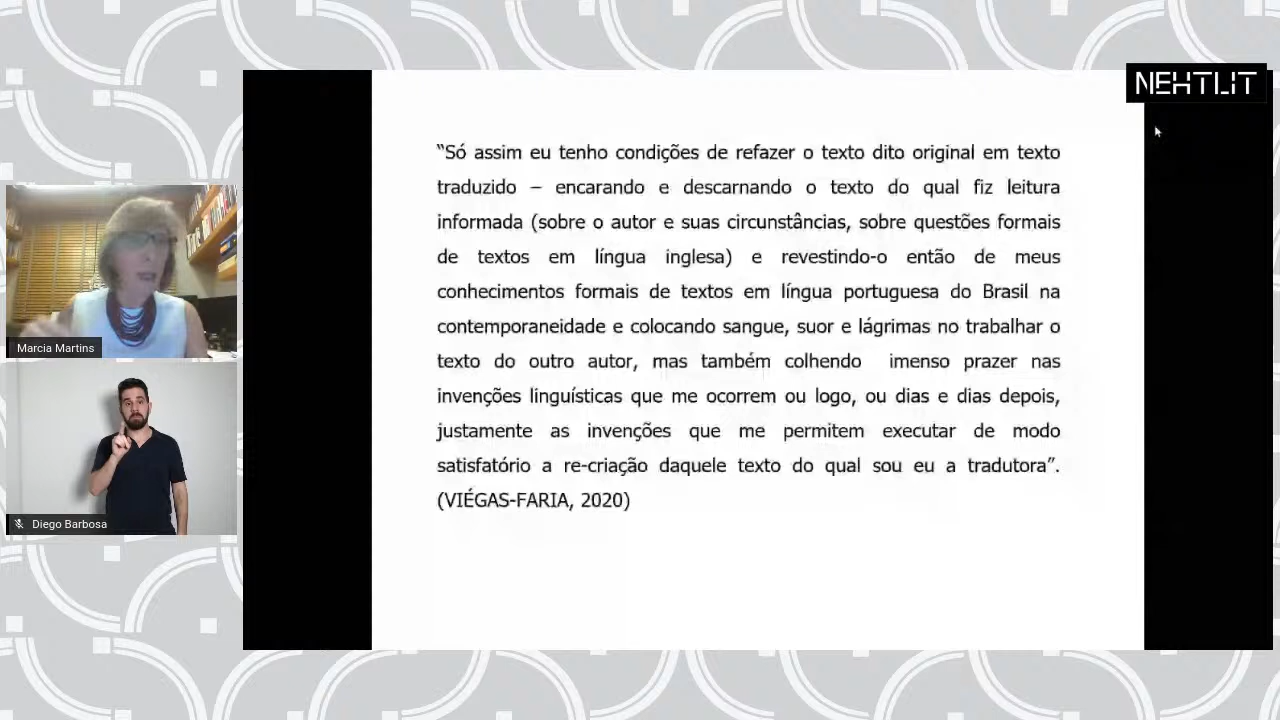 NEHTLIT
“Só assim eu tenho condições de refazer o texto dito original em texto
traduzido – encarando e descarnando o texto do qual fiz leitura
informada (sobre o autor e suas circunstâncias, sobre questões formais
de textos em língua inglesa) e revestindo-o então de meus
conhecimentos formais de textos em língua portuguesa do Brasil na
contemporaneidade e colocando sangue, suor e lágrimas no trabalhar o
texto do outro autor, mas também colhendo imenso prazer nas
invenções linguísticas que me ocorrem ou logo, ou dias e dias depois,
justamente as invenções que me permitem executar de modo
satisfatório a re-criação daquele texto do qual sou eu a tradutora”.
(VIÉGAS-FARIA, 2020)
Marcia Martins
Diego Barbosa